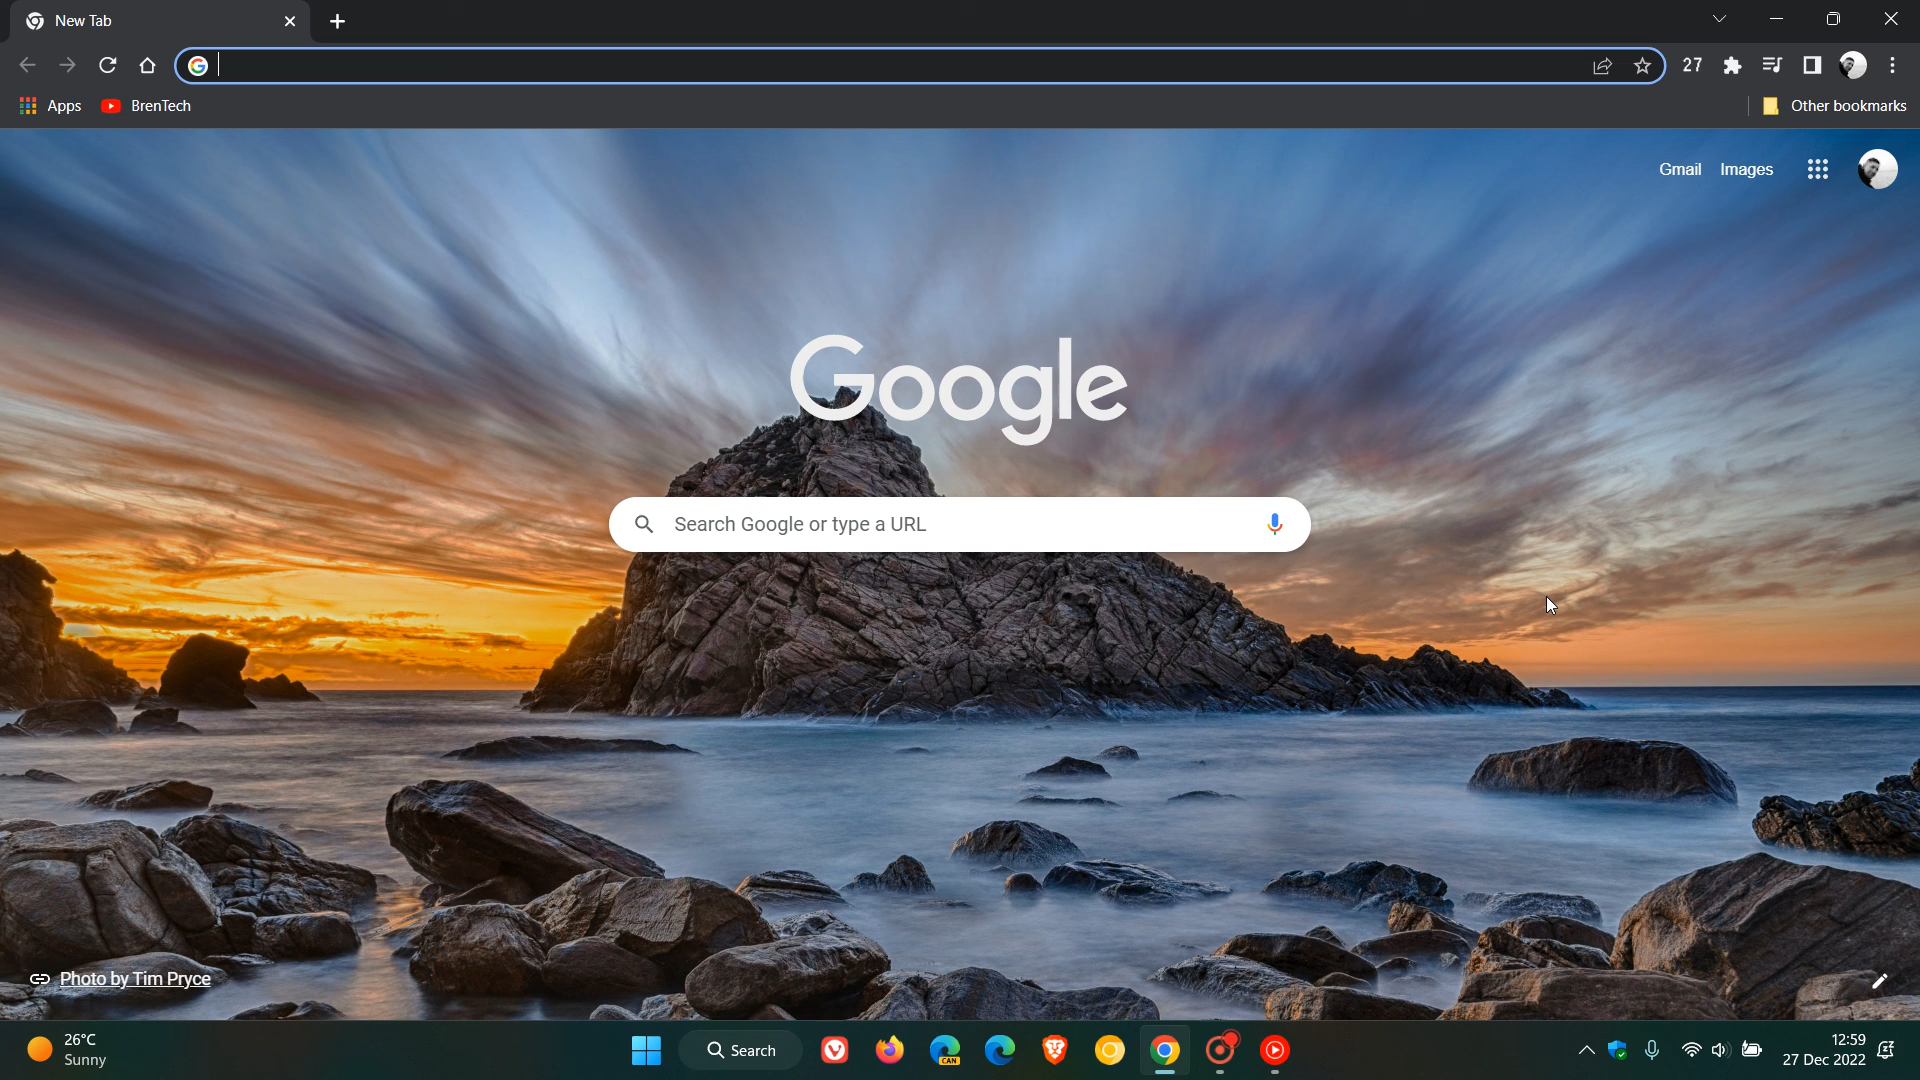 New Tab
27
Apps
BrenTech
Other bookmarks
Gmail
Images
Google
Search Google or type a URL
Photo by Tim Pryce
26°C
Sunny
Search
CAN
12:59
27 Dec 2022